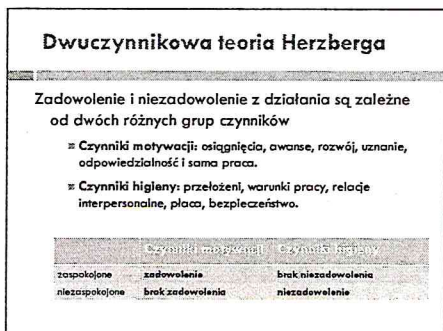 Dwuczynnikowa teoria Herzberga
Zadowolenie i niezadowolenie z działania są zależne
od dwóch różnych grup czynników
Czynniki motywacji: osiągnięcia, awanse, rozwój, uznanie,
odpowiedzialność i sama praca.
Czynniki higieny: przełożeni, warunki pracy, relacje
interpersonalne, płaca, bezpieczeństwo.
Czynniki motywacji Czynniki higieny
zaspokojone zadowolenie brak niezadowolenia
niezaspokojone brak zadowolenia niezadowolenie